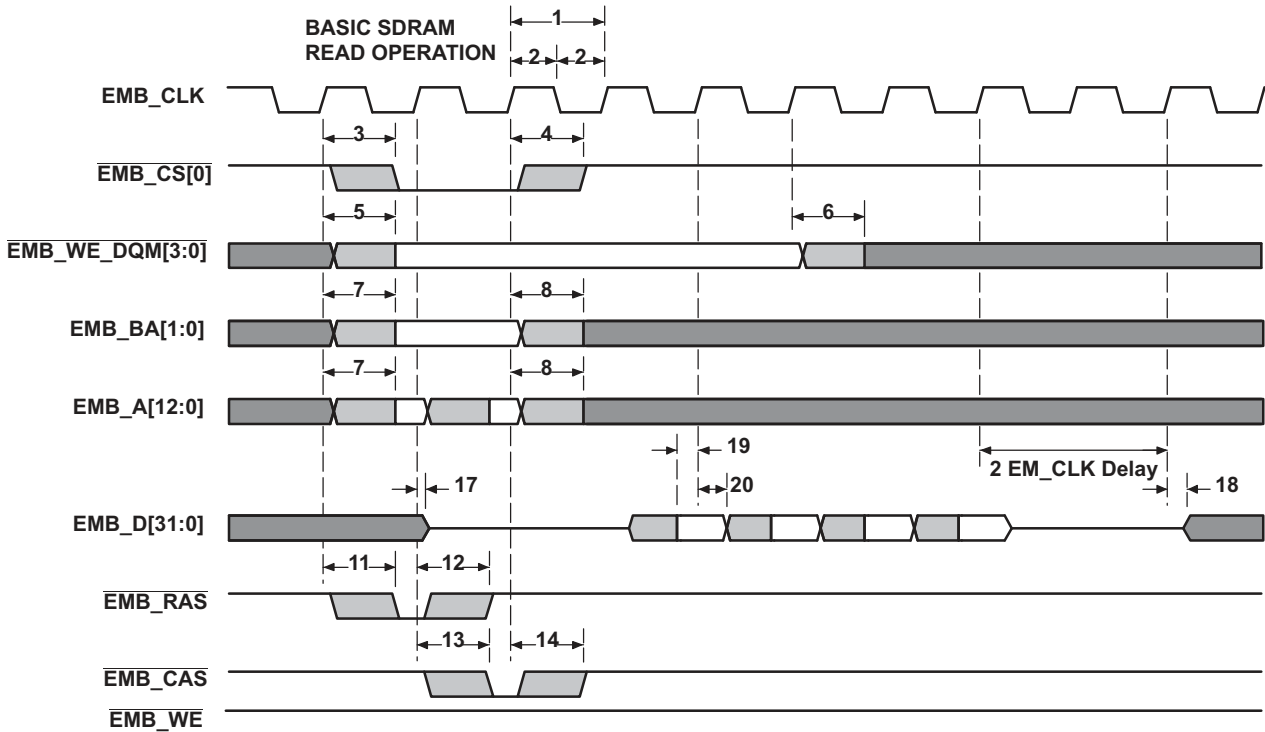 BASIC SDRAM
READ OPERATION
1
2 2
EMB_CLK
3 4
EMB_CS[0]
5 6
EMB_WE_DQM[3:0]
7 8
EMB_BA[1:0]
7 8
EMB_A[12:0]
19
2 EM_CLK Delay
17 20 18
EMB_D[31:0]
11 12
EMB_RAS
13 14
EMB_CAS
EMB_WE